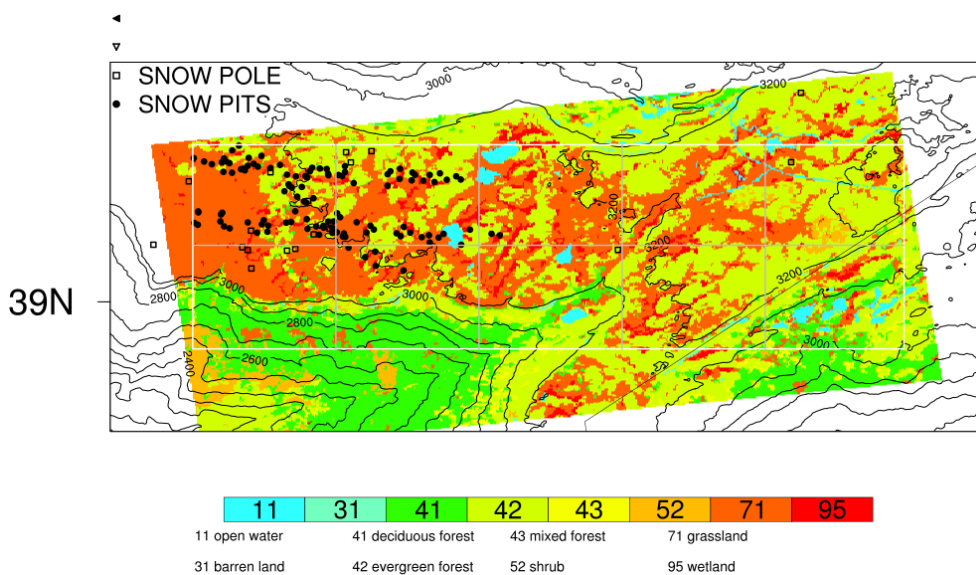 SNOW POLE
SNOW PITS
3000
3200
3200
3200
39N
2800
3000
3000
3200
2800
2600
2400
3000
11 31 41 42 43 52 71 95
11 open water 41 deciduous forest 43 mixed forest 71 grassland
31 barren land 42 evergreen forest 52 shrub 95 wetland